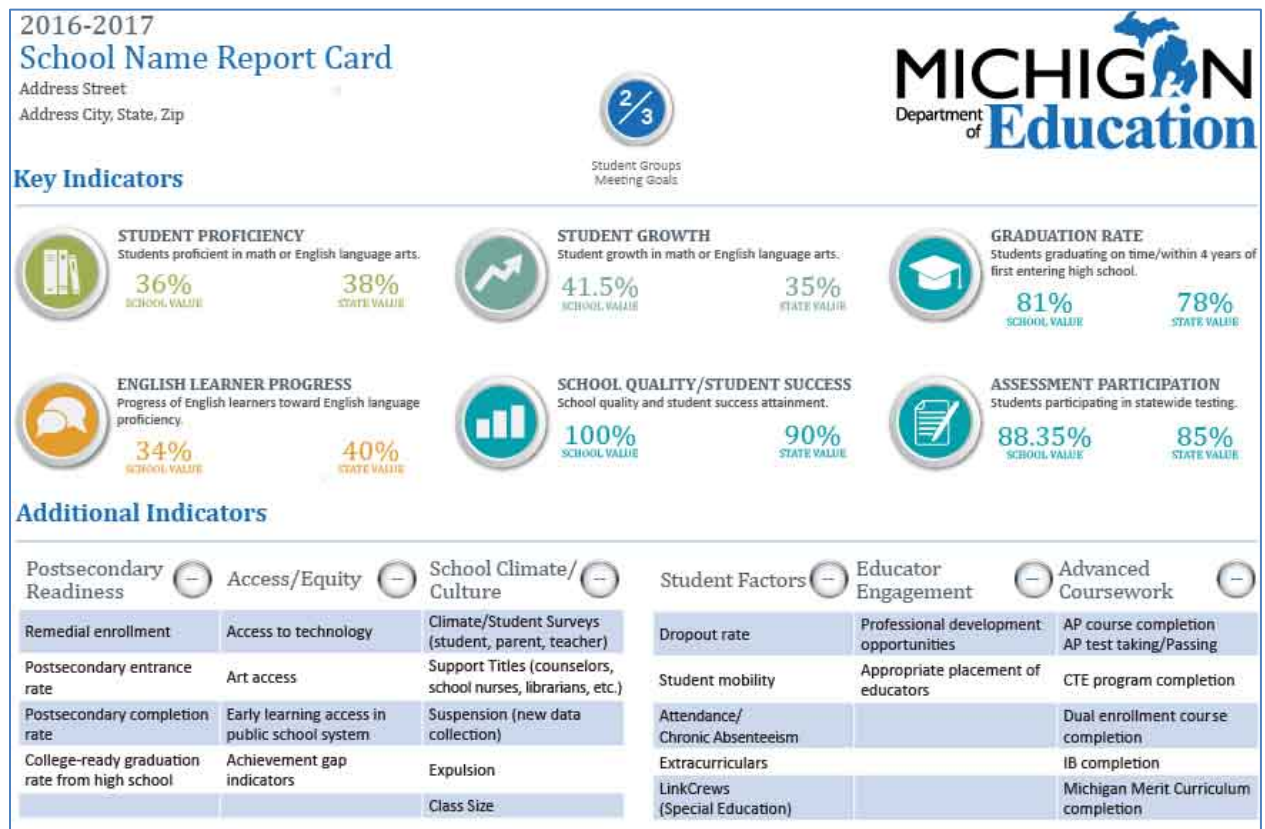 2016-2017
School Name Report Card
Address Street
Address City, State, Zip
2/3
Student Groups
Meeting Goals
MICHIGAN
Department
of Education
Key Indicators
STUDENT PROFICIENCY
Students proficient in math or English language arts.
36%
SCHOOL VALUE
38%
STATE VALUE
STUDENT GROWTH
Student growth in math or English language arts.
41.5%
SCHOOL VALUE
35%
STATE VALUE
GRADUATION RATE
Students graduating on time/within 4 years of
first entering high school.
81%
SCHOOL VALUE
78%
STATE VALUE
ENGLISH LEARNER PROGRESS
Progress of English learners toward English language
proficiency.
34%
SCHOOL VALUE
40%
STATE VALUE
SCHOOL QUALITY/STUDENT SUCCESS
School quality and student success attainment.
100%
SCHOOL VALUE
90%
STATE VALUE
ASSESSMENT PARTICIPATION
Students participating in statewide testing.
88.35%
SCHOOL VALUE
85%
STATE VALUE
Additional Indicators
Postsecondary
Readiness
Remedial enrollment
Postsecondary entrance
rate
Postsecondary completion
rate
College-ready graduation
rate from high school
Access/Equity
Access to technology
Art access
Early learning access in
public school system
Achievement gap
indicators
School Climate/
Culture
Climate/Student Surveys
(student, parent, teacher)
Support Titles (counselors,
school nurses, librarians, etc.)
Suspension (new data
collection)
Expulsion
Class Size
Student Factors
Dropout rate
Student mobility
Attendance/
Chronic Absenteeism
Extracurriculars
LinkCrews
(Special Education)
Educator
Engagement
Professional development
opportunities
Appropriate placement of
educators
Advanced
Coursework
AP course completion
AP test taking/Passing
CTE program completion
Dual enrollment course
completion
IB completion
Michigan Merit Curriculum
completion